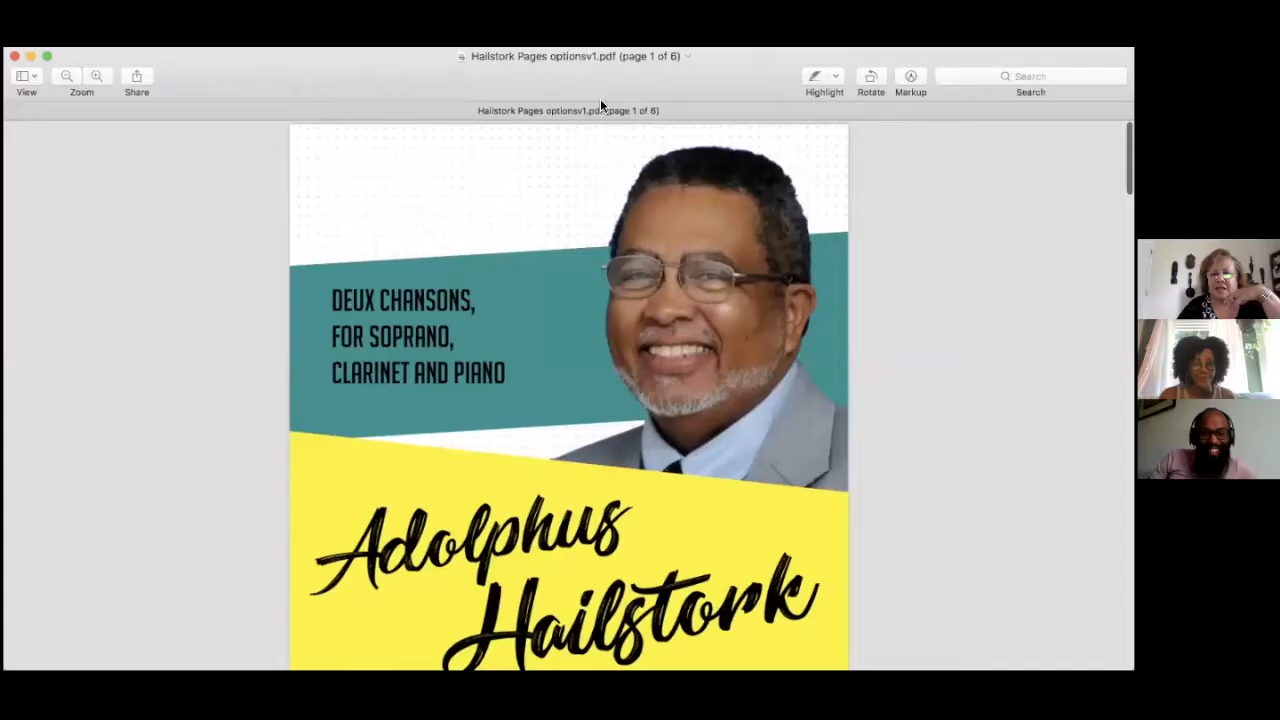 Hailstork Pages optionsv1.pdf (page 1 of 6)
View
Zoom
Share
Highlight
Rotate
Markup
Search
Search
Hailstork Pages optionsv1.pdf (page 1 of 6)
DEUX CHANSONS,
FOR SOPRANO,
CLARINET AND PIANO
Adolphus
Hailstork